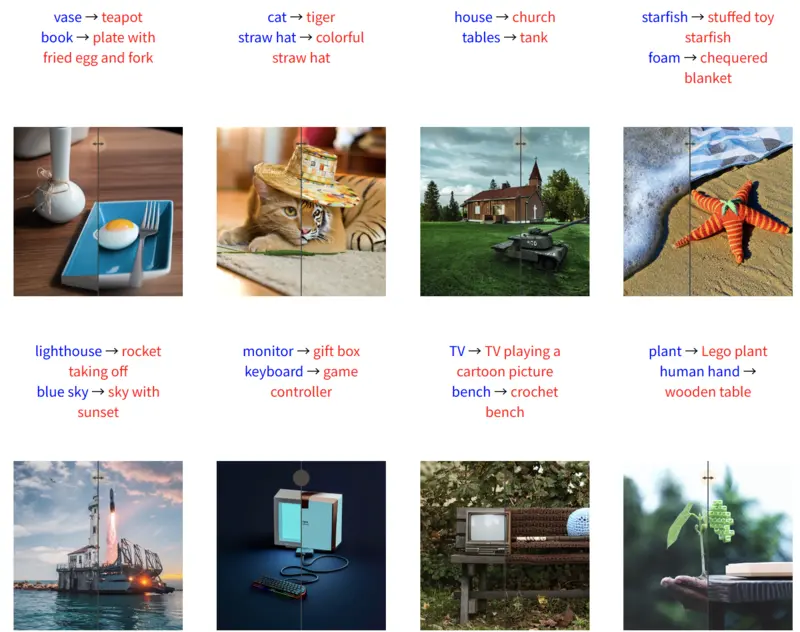 vase → teapot
book → plate with
fried egg and fork
cat → tiger
straw hat → colorful
straw hat
house → church
tables → tank
starfish → stuffed toy
starfish
foam → chequered
blanket
lighthouse → rocket
taking off
blue sky → sky with
sunset
monitor → gift box
keyboard → game
controller
TV → TV playing a
cartoon picture
bench → crochet
bench
plant → Lego plant
human hand →
wooden table